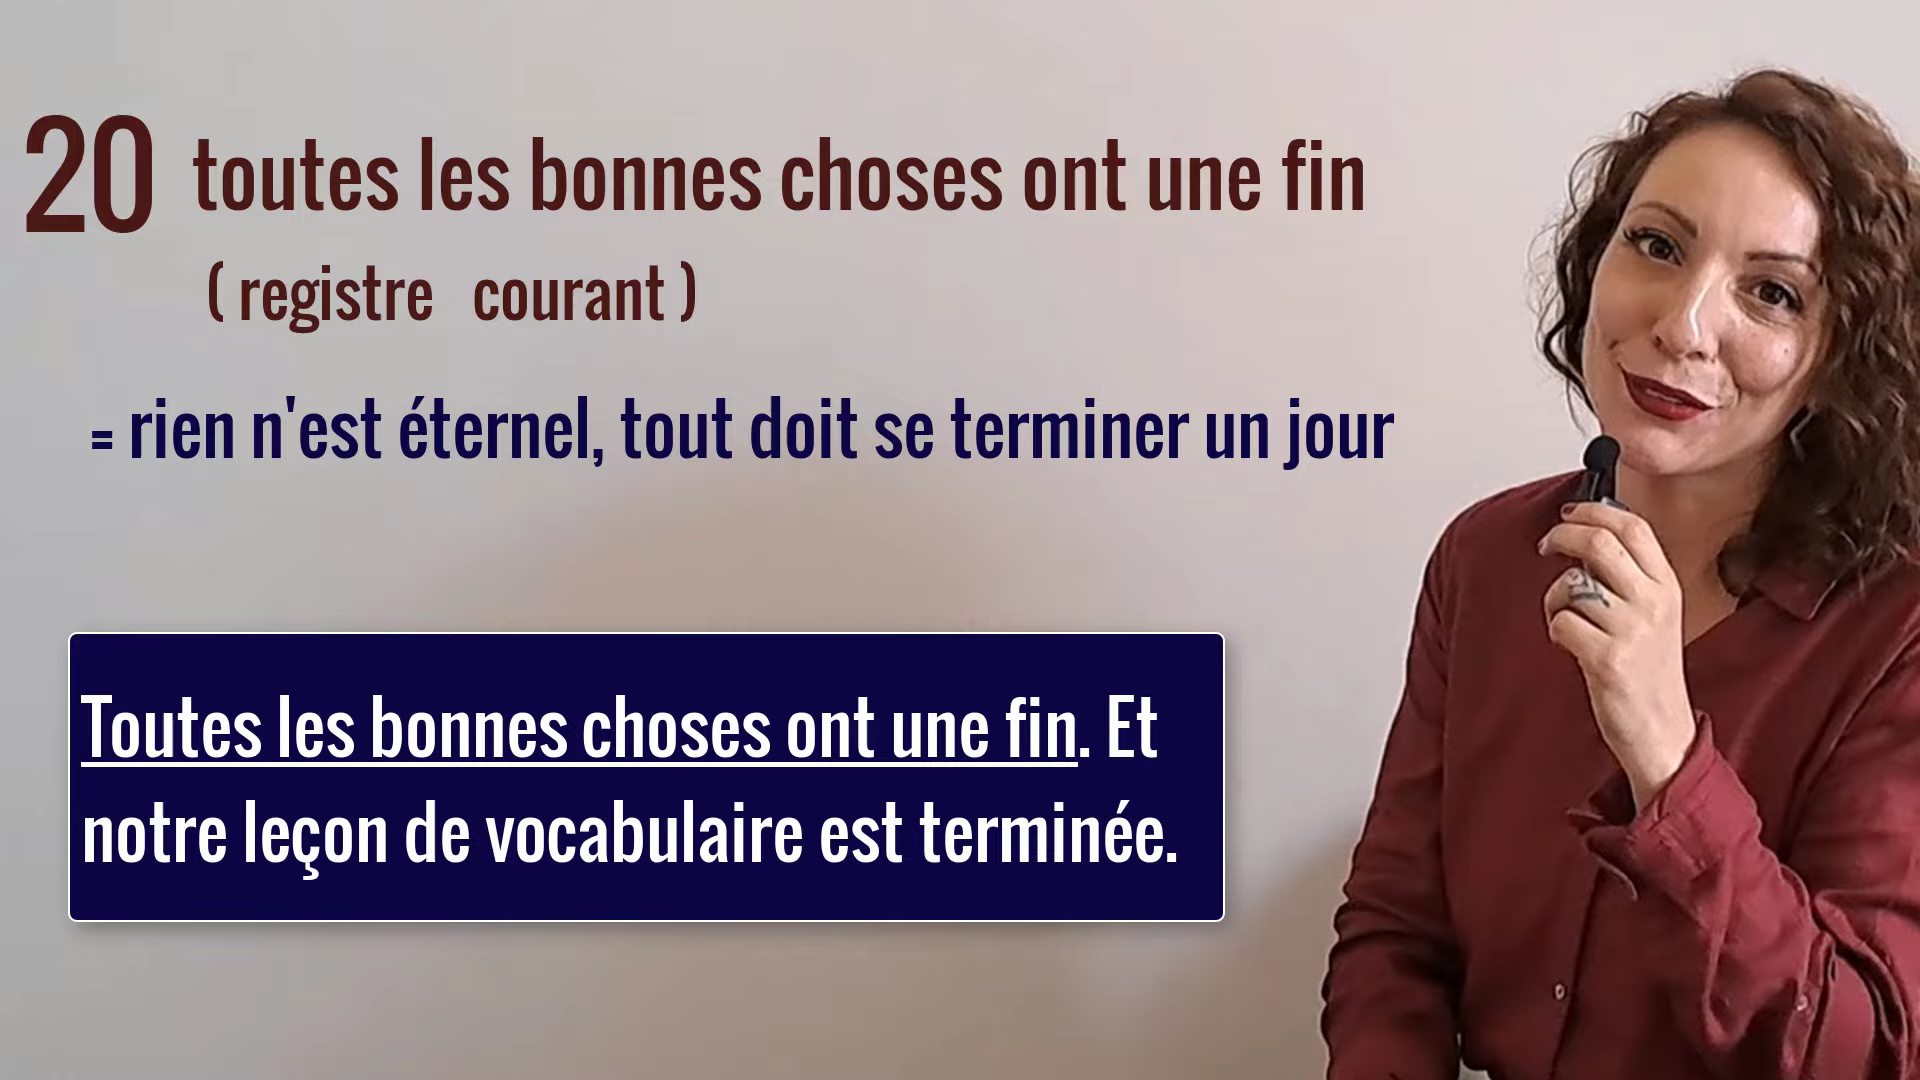 20 toutes les bonnes choses ont une fin
( registre courant )
= rien n'est éternel, tout doit se terminer un jour
Toutes les bonnes choses ont une fin. Et
notre leçon de vocabulaire est terminée.